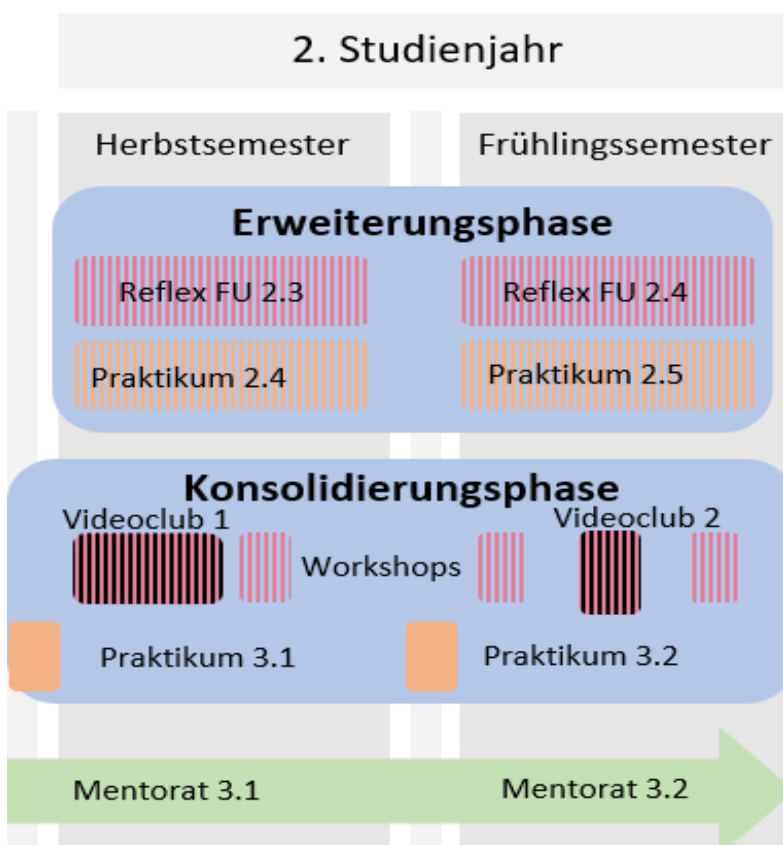 2. Studienjahr
Herbstsemester
Frühlingssemester
Erweiterungsphase
Reflex FU 2.3
Reflex FU 2.4
Praktikum 2.4
Praktikum 2.5
Konsolidierungsphase
Videoclub 1
Videoclub 2
Workshops
Praktikum 3.1
Praktikum 3.2
Mentorat 3.1
Mentorat 3.2